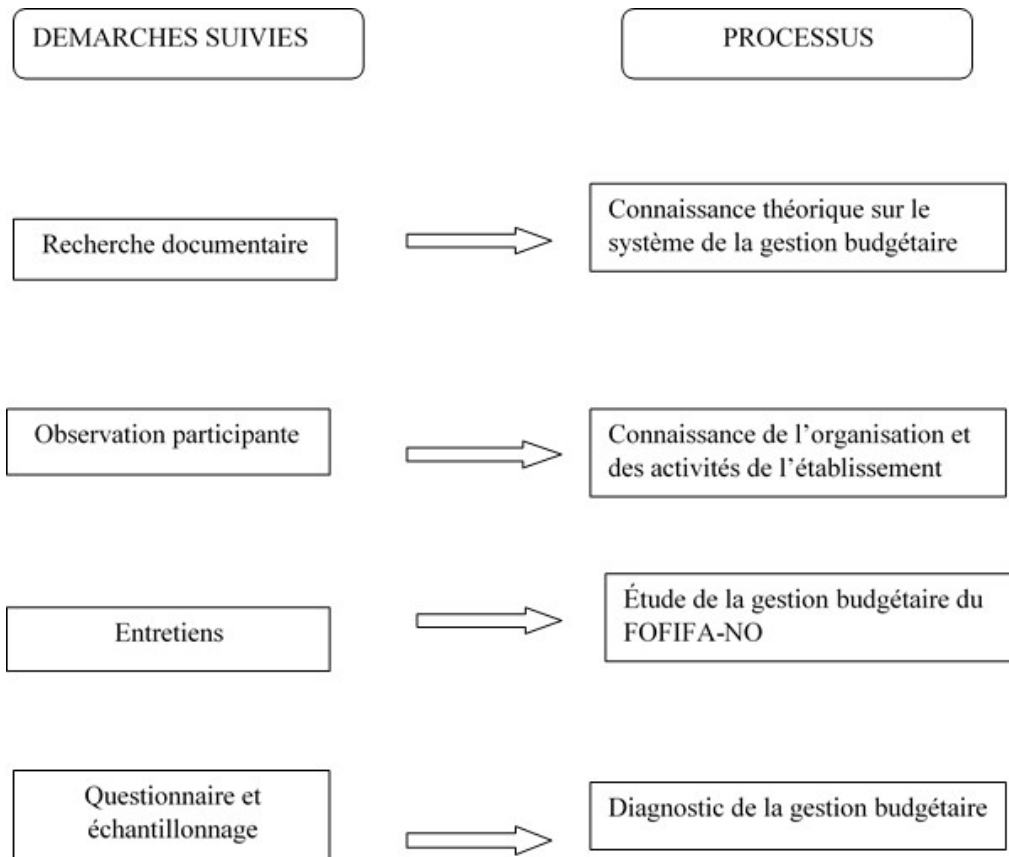 DEMARCHES SUIVIES
PROCESSUS
Recherche documentaire
Connaissance théorique sur le
système de la gestion budgétaire
Observation participante
Connaissance de l’organisation et
des activités de l’établissement
Entretiens
Étude de la gestion budgétaire du
FOFIFA-NO
Questionnaire et
échantillonnage
Diagnostic de la gestion budgétaire